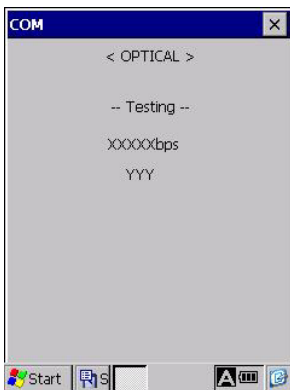 COM
< OPTICAL >
-- Testing --
XXXXXbps
YYY
Start S A